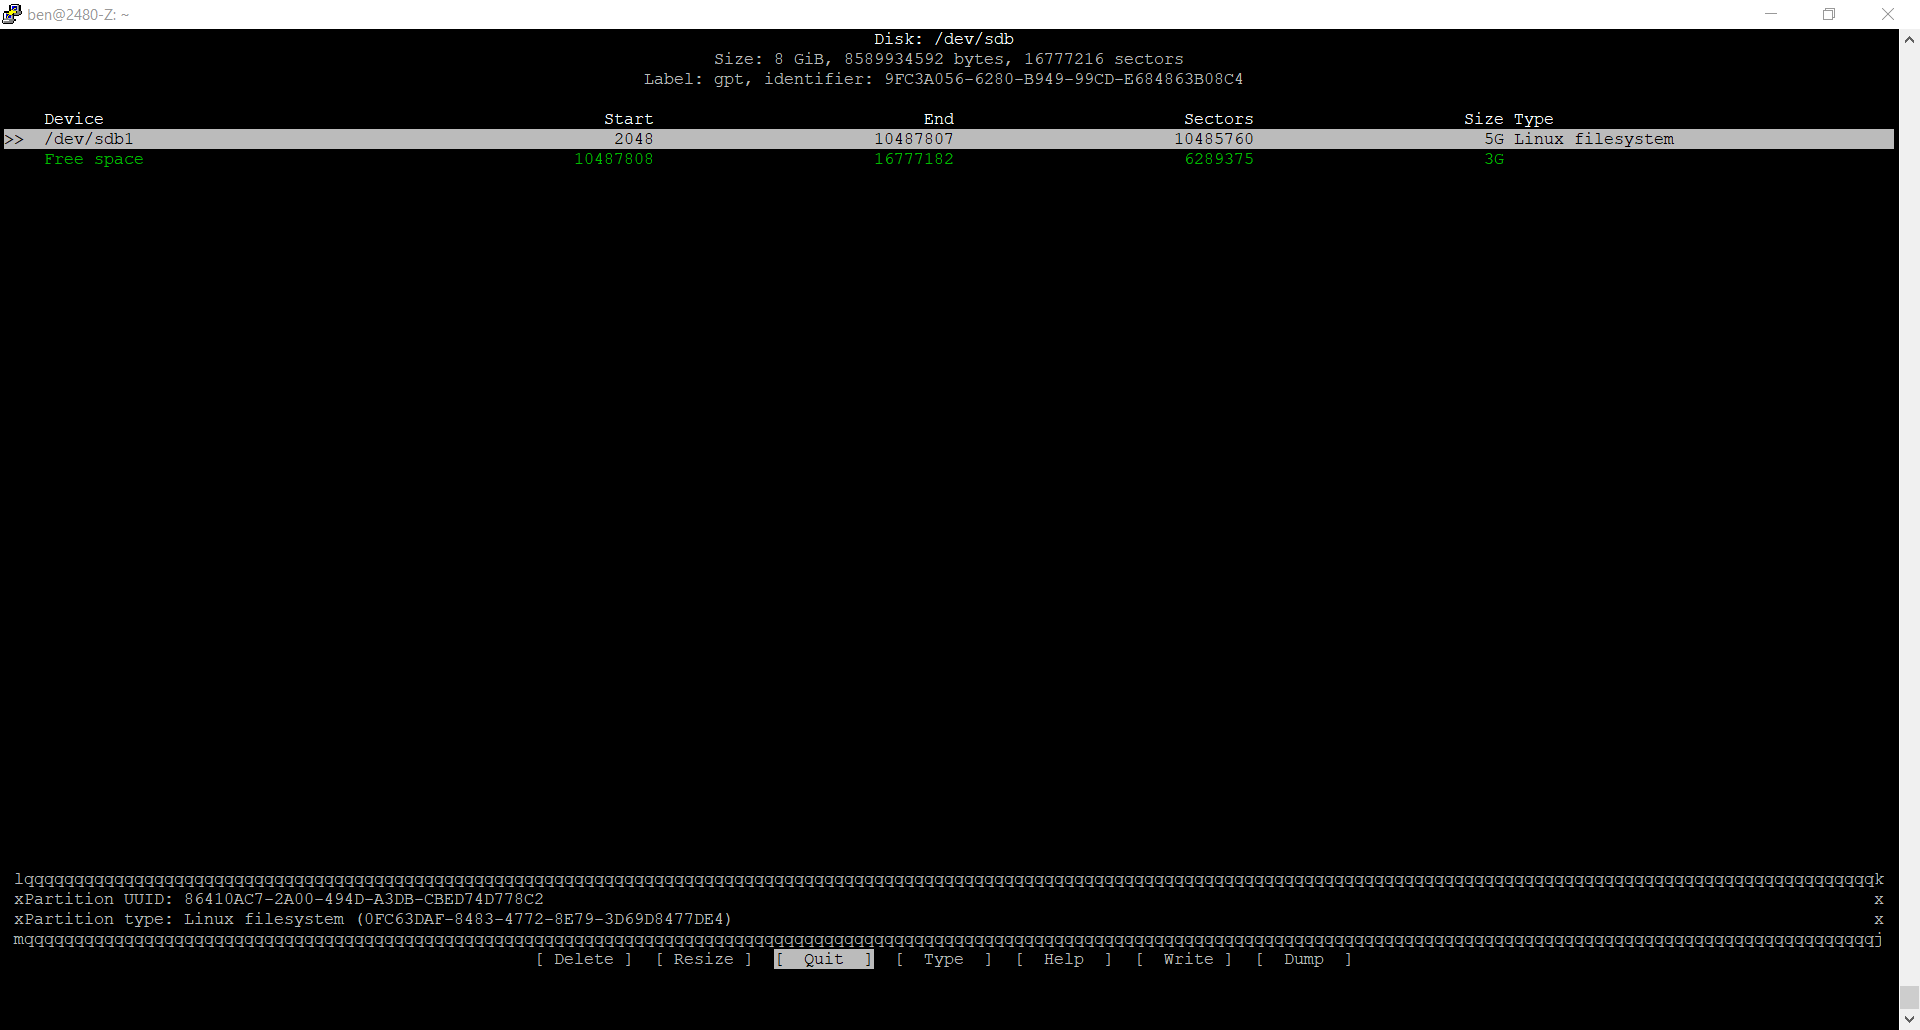 ben@2480-Z: ~
Disk: /dev/sdb
Size: 8 GiB, 8589934592 bytes, 16777216 sectors
Label: gpt, identifier: 9FC3A056-6280-B949-99CD-E684863B08C4
Device Start End Sectors Size Type
>> /dev/sdb1 2048 10487807 10485760 5G Linux filesystem
Free space 10487808 16777182 6289375 3G
lqqqqqqqqqqqqqqqqqqqqqqqqqqqqqqqqqqqqqqqqqqqqqqqqqqqqqqqqqqqqqqqqqqqqqqqqqqqqqqqqqqqqqqqqqqqqqqqqqqqqqqqqqqqqqqqqqqqqqqqqqqqqqqqqqqqqqqqqqqqqqqqqqqqqqqqqqqqqqqqqqqqqqqqqqqqqqqqqqqqqqqqqqqqqqqqqqqqqqqqqqk
xPartition UUID: 86410AC7-2A00-494D-A3DB-CBED74D778C2 x
xPartition type: Linux filesystem (0FC63DAF-8483-4772-8E79-3D69D8477DE4) x
mqqqqqqqqqqqqqqqqqqqqqqqqqqqqqqqqqqqqqqqqqqqqqqqqqqqqqqqqqqqqqqqqqqqqqqqqqqqqqqqqqqqqqqqqqqqqqqqqqqqqqqqqqqqqqqqqqqqqqqqqqqqqqqqqqqqqqqqqqqqqqqqqqqqqqqqqqqqqqqqqqqqqqqqqqqqqqqqqqqqqqqqqqqqqqqqqqqqqqqqqj
[ Delete ] [ Resize ] [ Quit ] [ Type ] [ Help ] [ Write ] [ Dump ]